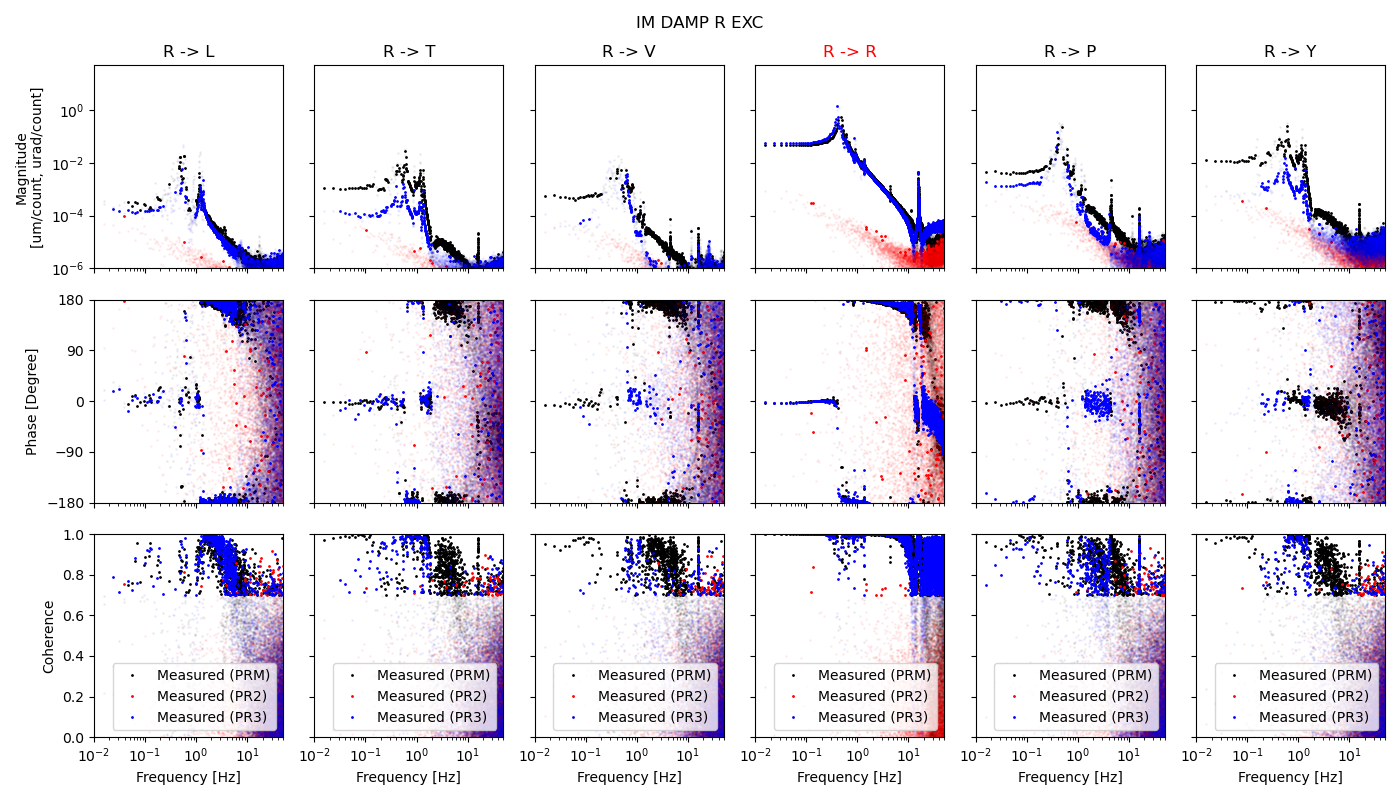 IM DAMP R EXC
R -> L
R -> T
R -> V
R -> R
R -> P
R -> Y
Magnitude
[um/count, urad/count]
10^0
10^-2
10^-4
10^-6
Phase [Degree]
180
90
0
−90
−180
Coherence
1.0
0.8
0.6
0.4
0.2
0.0
Measured (PRM)
Measured (PR2)
Measured (PR3)
Measured (PRM)
Measured (PR2)
Measured (PR3)
Measured (PRM)
Measured (PR2)
Measured (PR3)
Measured (PRM)
Measured (PR2)
Measured (PR3)
Measured (PRM)
Measured (PR2)
Measured (PR3)
Measured (PRM)
Measured (PR2)
Measured (PR3)
10^-2 10^-1 10^0 10^1
10^-2 10^-1 10^0 10^1
10^-2 10^-1 10^0 10^1
10^-2 10^-1 10^0 10^1
10^-2 10^-1 10^0 10^1
10^-2 10^-1 10^0 10^1
Frequency [Hz]
Frequency [Hz]
Frequency [Hz]
Frequency [Hz]
Frequency [Hz]
Frequency [Hz]